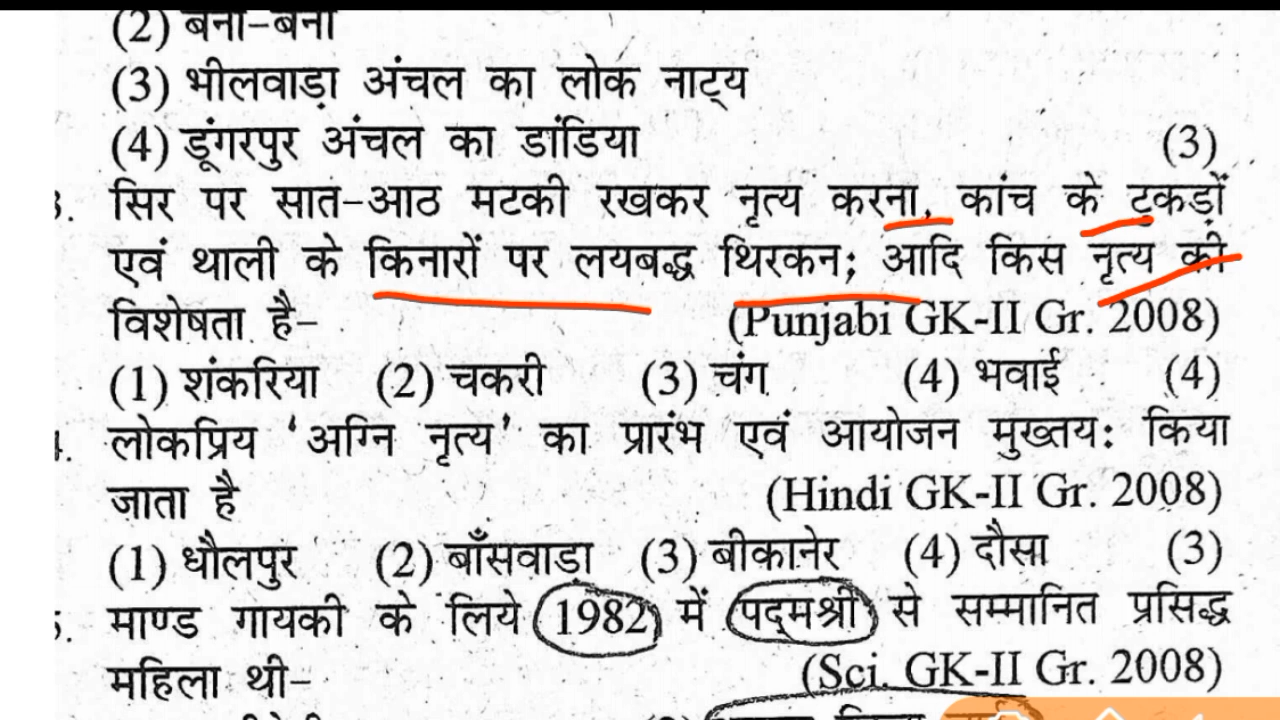 (2) बना-बनी
(3) भीलवाड़ा अंचल का लोक नाट्य
(4) डूंगरपुर अंचल का डांडिया (3)
3. सिर पर सात-आठ मटकी रखकर नृत्य करना, कांच के टुकड़ों
एवं थाली के किनारों पर लयबद्ध थिरकन; आदि किस नृत्य की
विशेषता है- (Punjabi GK-II Gr. 2008)
(1) शंकरिया (2) चकरी (3) चंग (4) भवाई (4)
4. लोकप्रिय 'अग्नि नृत्य' का प्रारंभ एवं आयोजन मुख्तयः किया
जाता है (Hindi GK-II Gr. 2008)
(1) धौलपुर (2) बाँसवाडा (3) बीकानेर (4) दौसा (3)
5. माण्ड गायकी के लिये 1982 में पद्मश्री से सम्मानित प्रसिद्ध
महिला थी- (Sci. GK-II Gr. 2008)